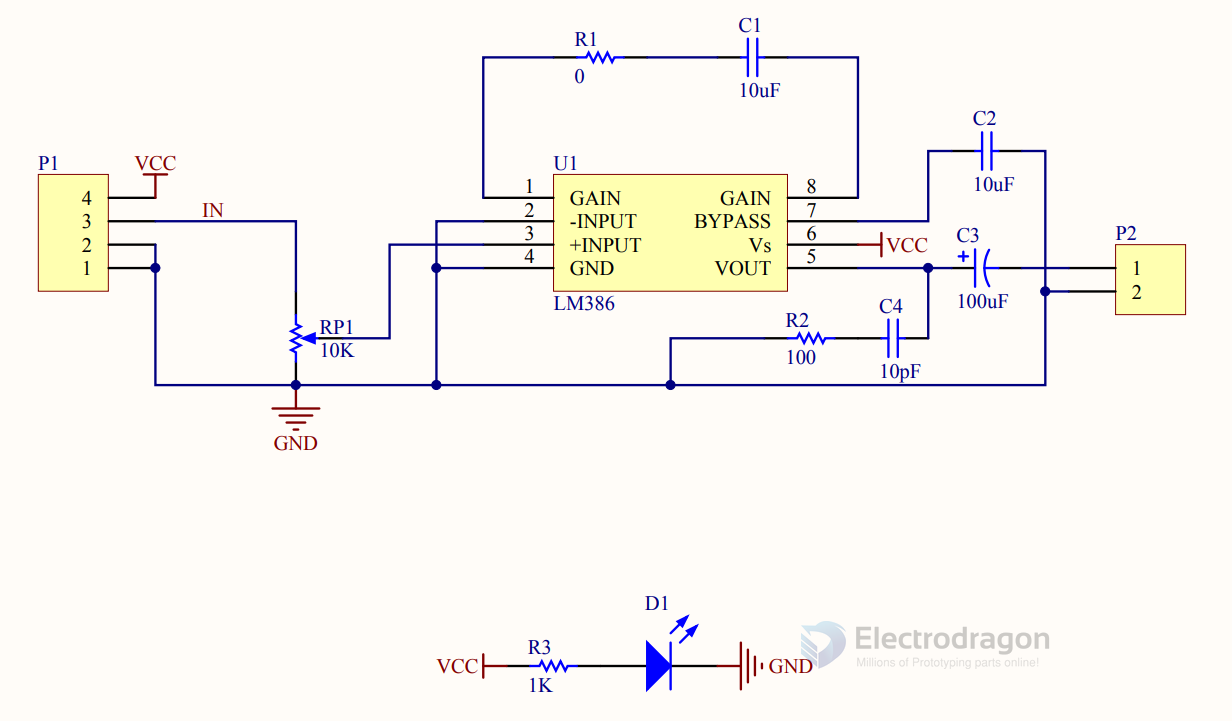 R1
0
C1
10uF
C2
10uF
P1
4
3
2
1
VCC
IN
U1
1
2
3
4
GAIN
-INPUT
+INPUT
GND
GAIN
BYPASS
Vs
VOUT
8
7
6
5
LM386
VCC
C3
+
100uF
P2
1
2
RP1
10K
R2
100
C4
10pF
GND
D1
VCC
R3
1K
GND
Electrodragon
Millions of Prototyping parts online!